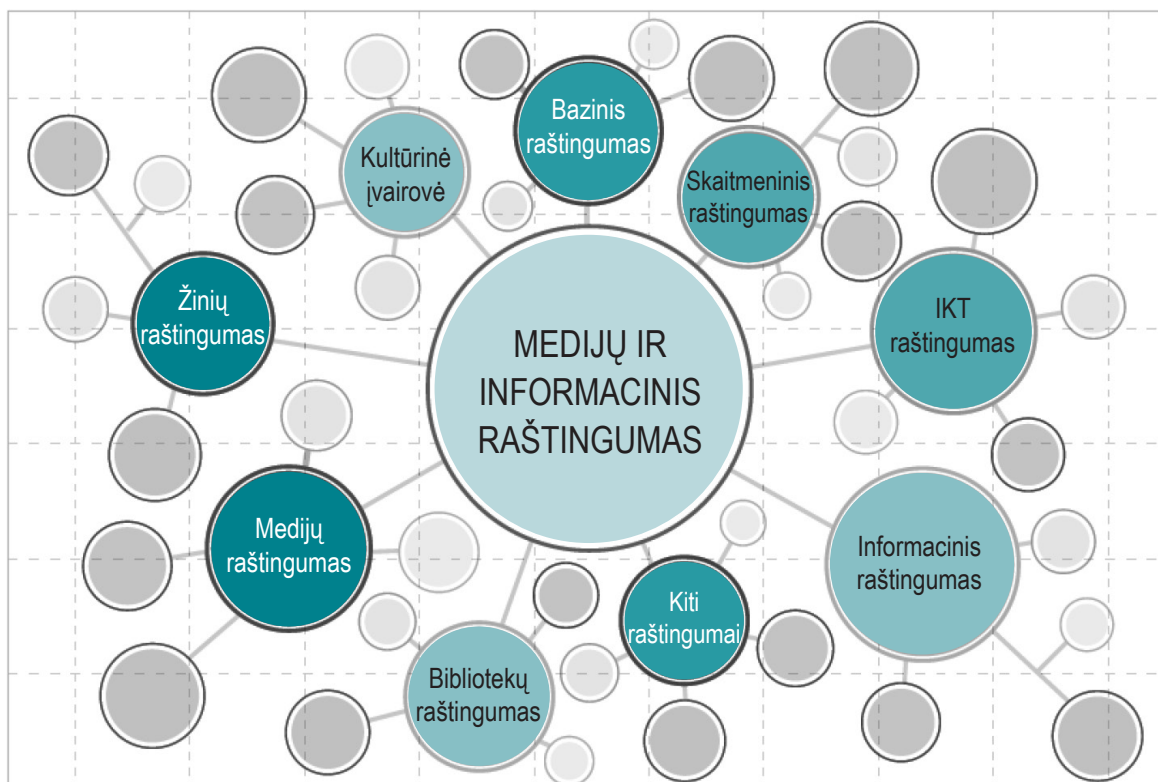 Bazinis
raštingumas
Kultūrinė
įvairovė
Skaitmeninis
raštingumas
Žinių
raštingumas
IKT
raštingumas
MEDIJŲ IR
INFORMACINIS
RAŠTINGUMAS
Medijų
raštingumas
Informacinis
raštingumas
Kiti
raštingumai
Bibliotekų
raštingumas